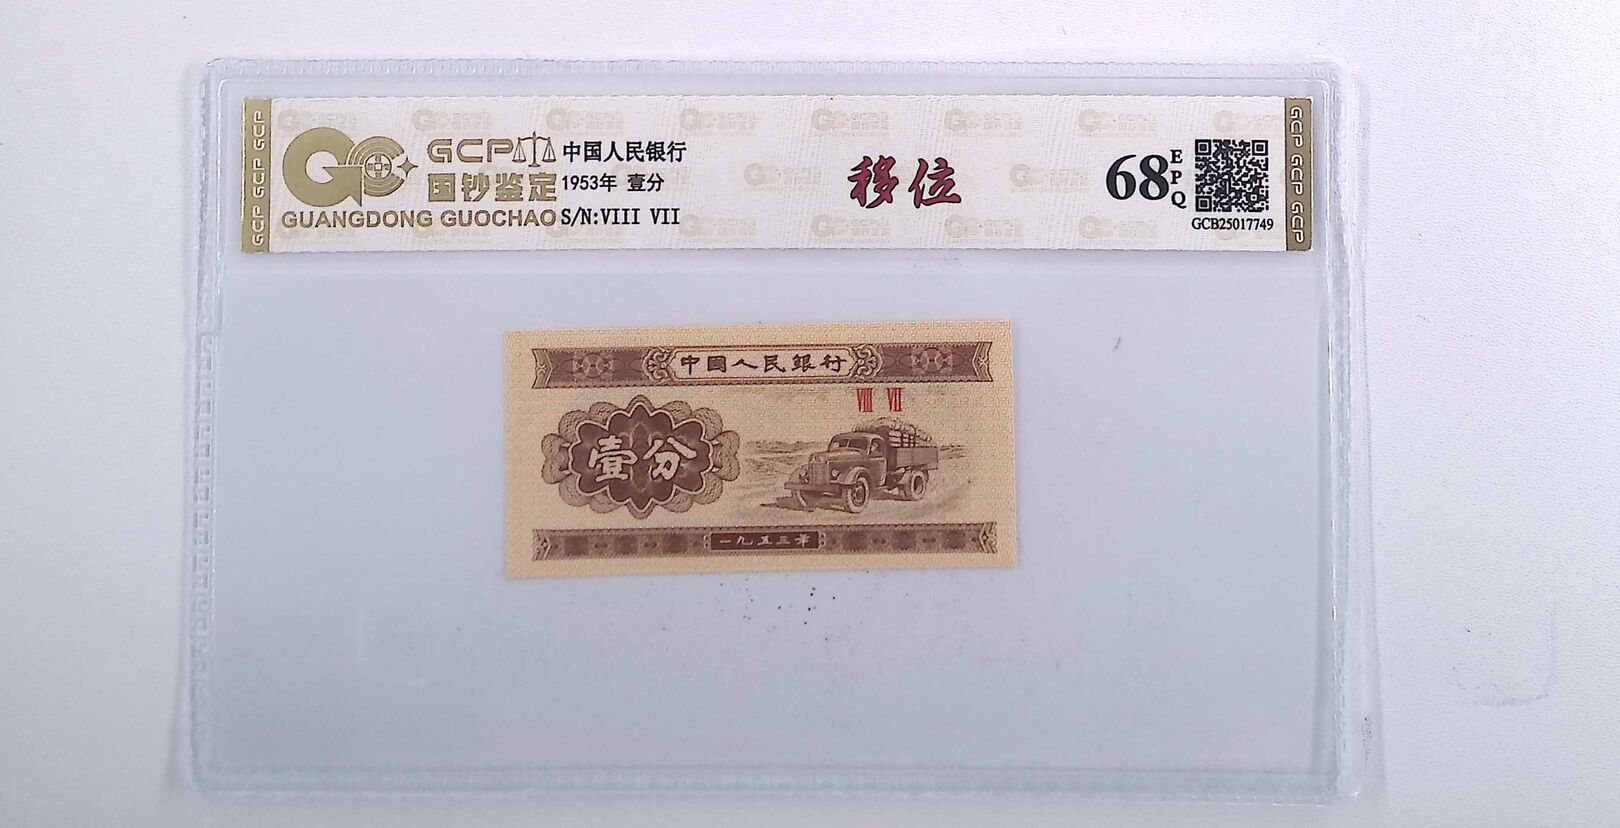 GCP 中国人民银行
国钞鉴定 1953年 壹分
GUANGDONG GUOCHAO S/N:VIII VII
移位
68 EPQ
GCB25017749
GCP GCP GCP
GCP GCP GCP
中國人民銀行
VIII VII
壹分
一九五三年